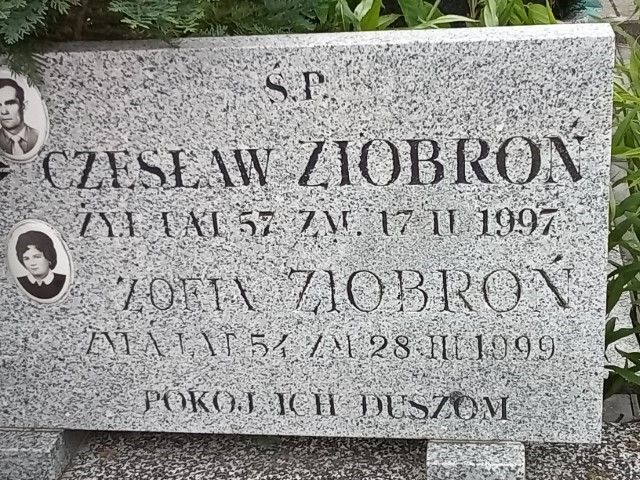 Ś.P.
CZESŁAW ZIOBROŃ
ŻYŁ LAT 57 ZM. 17 II 1997
ZOFIA ZIOBROŃ
ŻYŁA LAT 54 ZM 28 III 1999
POKÓJ ICH DUSZOM